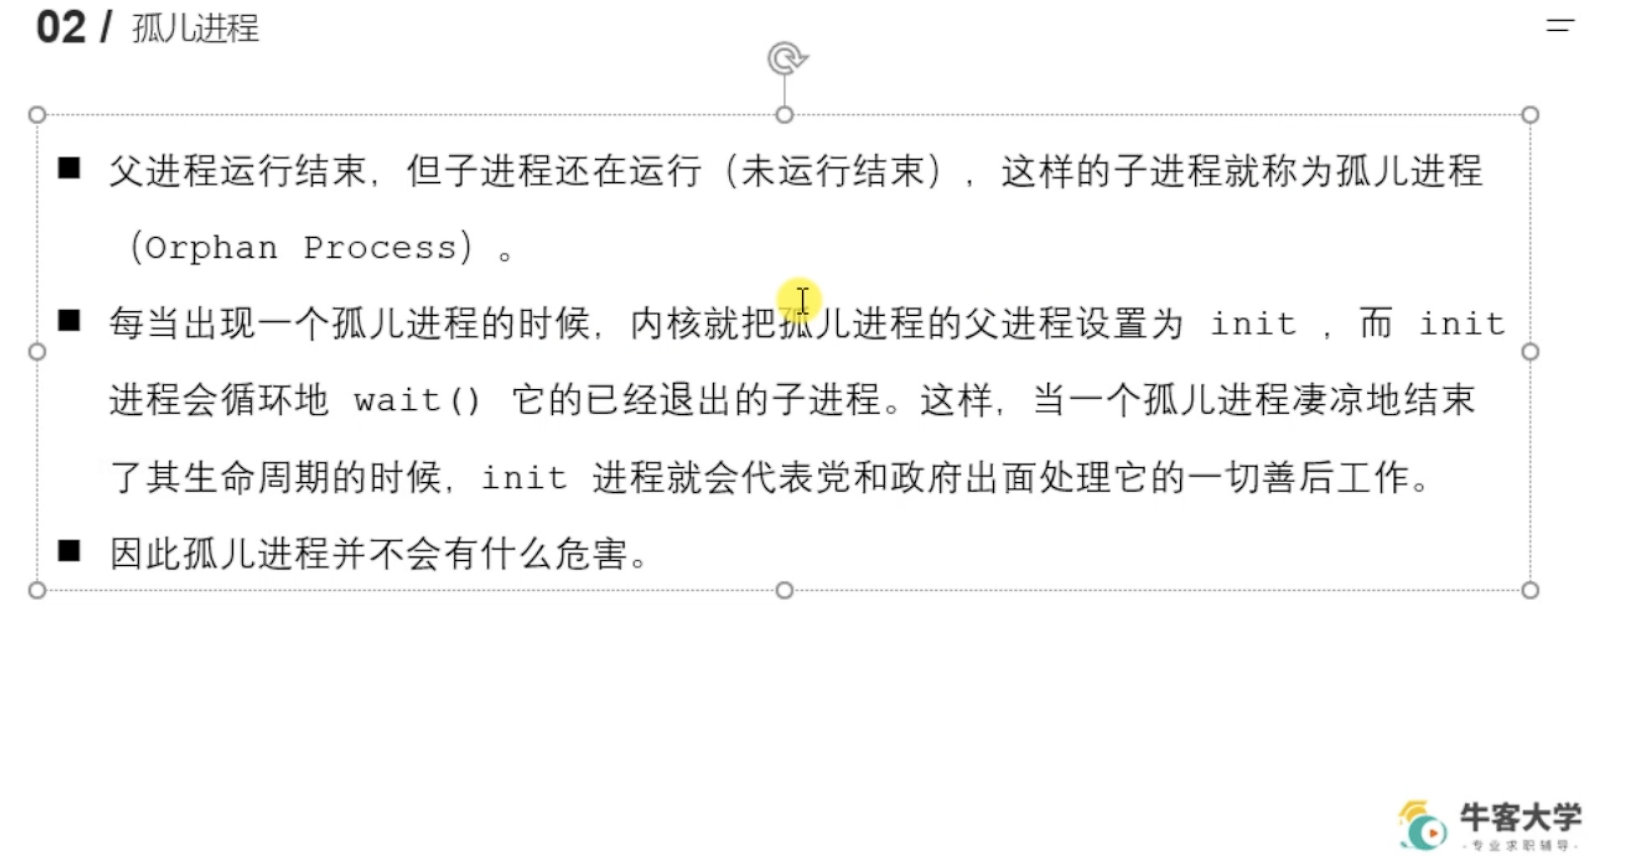 02 / 孤儿进程
■ 父进程运行结束，但子进程还在运行（未运行结束），这样的子进程就称为孤儿进程
（Orphan Process）。
■ 每当出现一个孤儿进程的时候，内核就把孤儿进程的父进程设置为 init ，而 init
进程会循环地 wait() 它的已经退出的子进程。这样，当一个孤儿进程凄凉地结束
了其生命周期的时候，init 进程就会代表党和政府出面处理它的一切善后工作。
■ 因此孤儿进程并不会有什么危害。
牛客大学
·专业求职辅导·